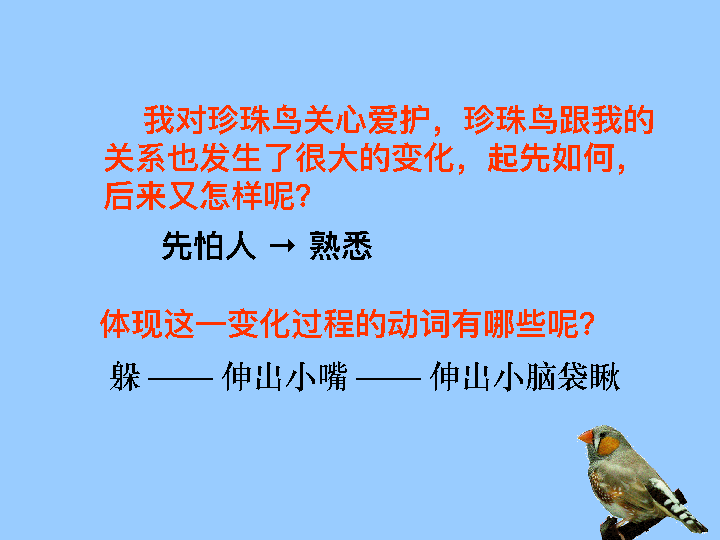 我对珍珠鸟关心爱护，珍珠鸟跟我的
关系也发生了很大的变化，起先如何，
后来又怎样呢？
先怕人 → 熟悉
体现这一变化过程的动词有哪些呢？
躲 —— 伸出小嘴 —— 伸出小脑袋瞅